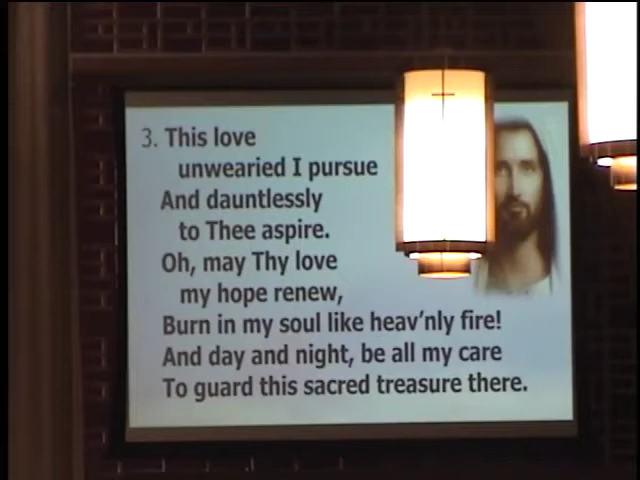 3. This love
unwearied I pursue
And dauntlessly
to Thee aspire.
Oh, may Thy love
my hope renew,
Burn in my soul like heav'nly fire!
And day and night, be all my care
To guard this sacred treasure there.